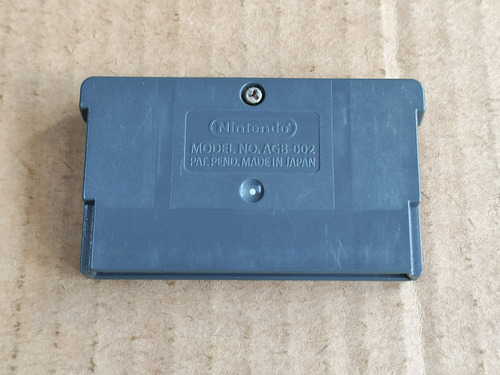 Nintendo®
MODEL NO. AGB-002
PAT. PEND. MADE IN JAPAN